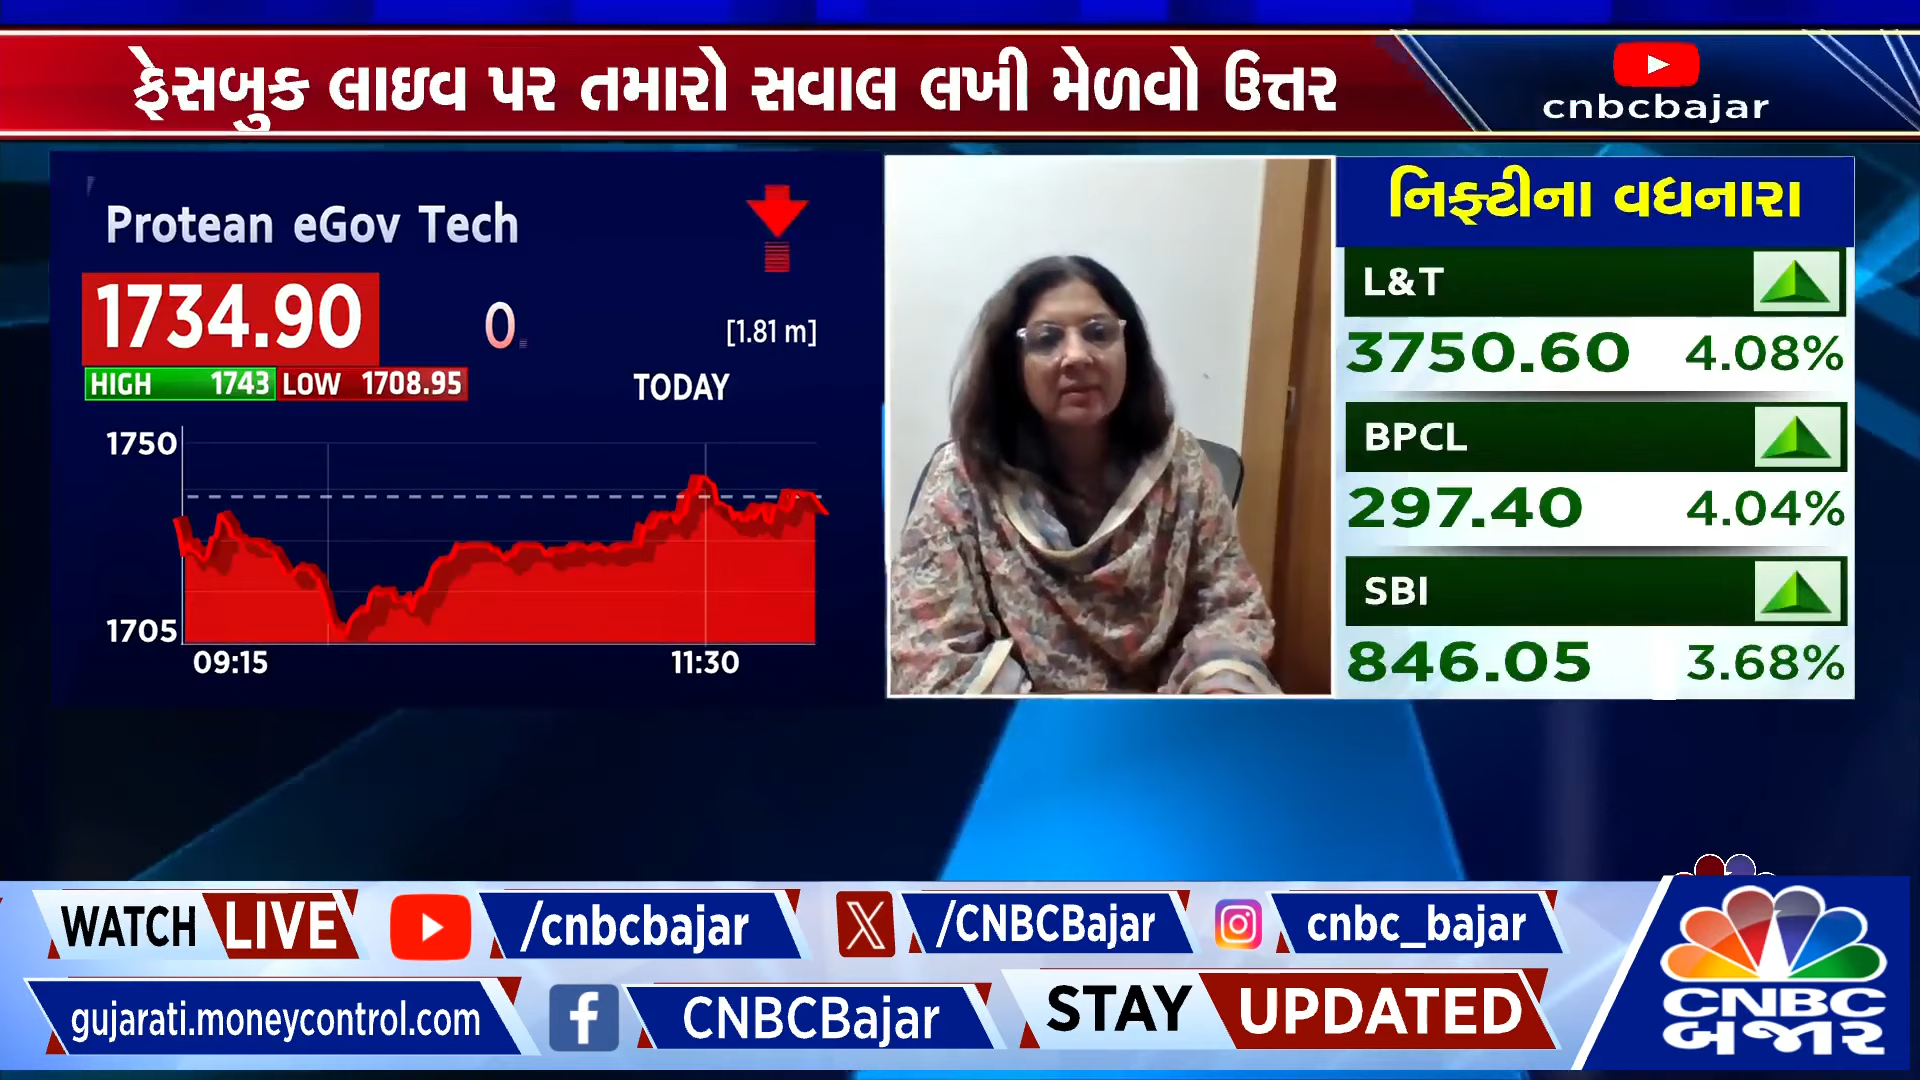 ફેસબુક લાઇવ પર તમારો સવાલ લખી મેળવો ઉત્તર
cnbcbajar
Protean eGov Tech
1734.90
0.
[1.81 m]
HIGH 1743 LOW 1708.95
TODAY
1750
1705
09:15 11:30
નિફ્ટીના વધનારા
L&T
3750.60 4.08%
BPCL
297.40 4.04%
SBI
846.05 3.68%
WATCH LIVE /cnbcbajar /CNBCBajar cnbc_bajar
gujarati.moneycontrol.com CNBCBajar STAY UPDATED
CNBC
બજાર